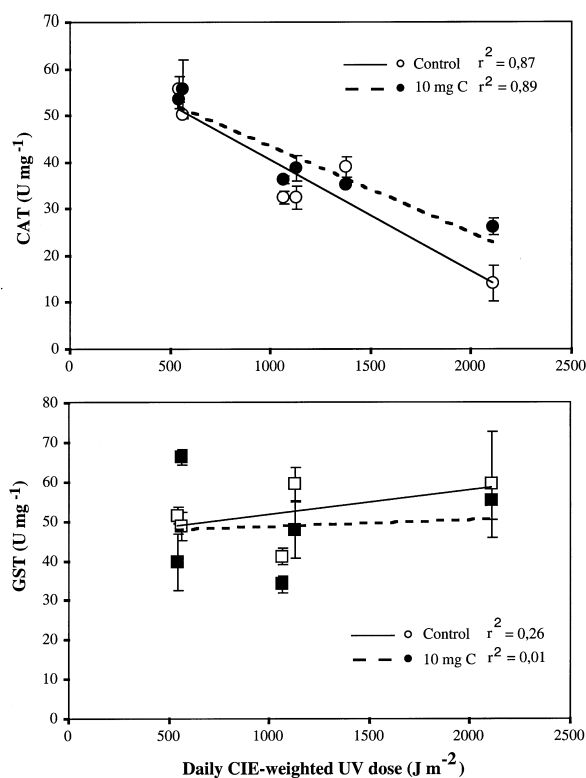 70
60
50
40
30
20
10
0
CAT (U mg -1)
Control r2 = 0,87
10 mg C r2 = 0,89
0 500 1000 1500 2000 2500
80
70
60
50
40
30
20
10
0
GST (U mg -1)
Control r2 = 0,26
10 mg C r2 = 0,01
0 500 1000 1500 2000 2500
Daily CIE-weighted UV dose (J m-2)